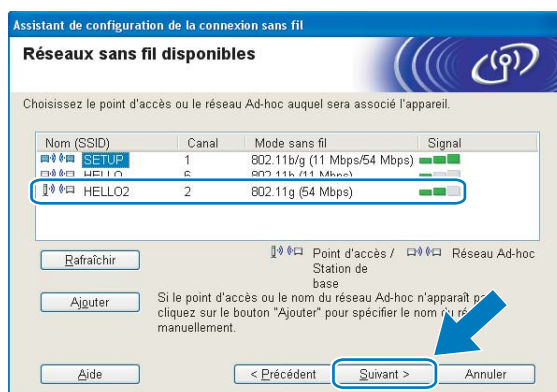 Assistant de configuration de la connexion sans fil
Réseaux sans fil disponibles
Choisissez le point d'accès ou le réseau Ad-hoc auquel sera associé l'appareil.
Nom (SSID) Canal Mode sans fil Signal
SETUP 1 802.11b/g (11 Mbps/54 Mbps)
HELLO 6 802.11b (11 Mbps)
HELLO2 2 802.11g (54 Mbps)
Rafraîchir
Point d'accès / Station de base
Réseau Ad-hoc
Ajouter
Si le point d'accès ou le nom du réseau Ad-hoc n'apparaît
cliquez sur le bouton "Ajouter" pour spécifier le nom
manuellement.
Aide
< Précédent
Suivant >
Annuler